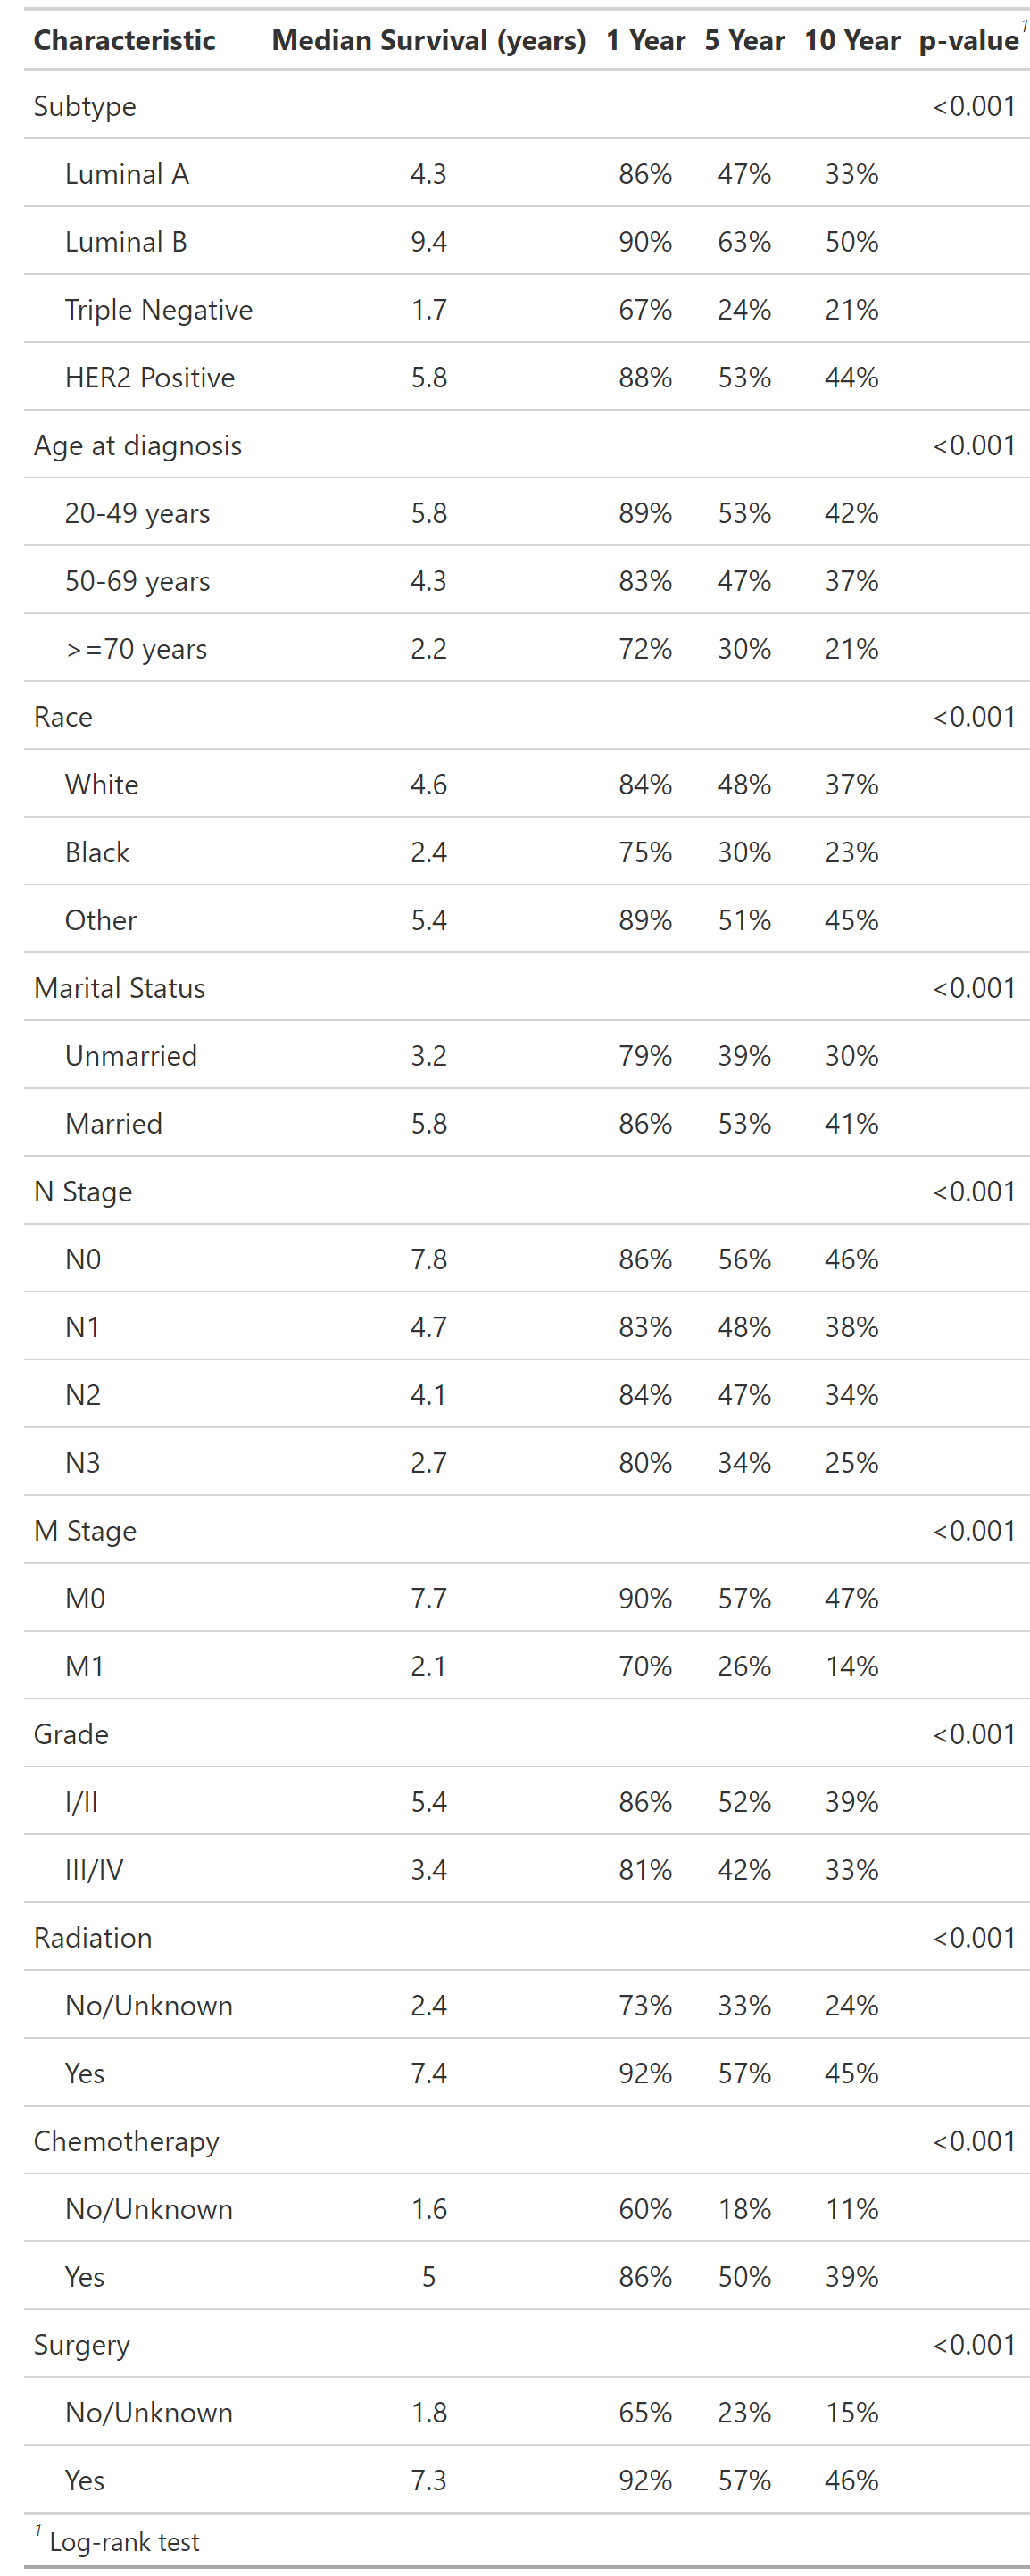 Characteristic Median Survival (years) 1 Year 5 Year 10 Year p-value1
Subtype <0.001
Luminal A 4.3 86% 47% 33%
Luminal B 9.4 90% 63% 50%
Triple Negative 1.7 67% 24% 21%
HER2 Positive 5.8 88% 53% 44%
Age at diagnosis <0.001
20-49 years 5.8 89% 53% 42%
50-69 years 4.3 83% 47% 37%
>=70 years 2.2 72% 30% 21%
Race <0.001
White 4.6 84% 48% 37%
Black 2.4 75% 30% 23%
Other 5.4 89% 51% 45%
Marital Status <0.001
Unmarried 3.2 79% 39% 30%
Married 5.8 86% 53% 41%
N Stage <0.001
N0 7.8 86% 56% 46%
N1 4.7 83% 48% 38%
N2 4.1 84% 47% 34%
N3 2.7 80% 34% 25%
M Stage <0.001
M0 7.7 90% 57% 47%
M1 2.1 70% 26% 14%
Grade <0.001
I/II 5.4 86% 52% 39%
III/IV 3.4 81% 42% 33%
Radiation <0.001
No/Unknown 2.4 73% 33% 24%
Yes 7.4 92% 57% 45%
Chemotherapy <0.001
No/Unknown 1.6 60% 18% 11%
Yes 5 86% 50% 39%
Surgery <0.001
No/Unknown 1.8 65% 23% 15%
Yes 7.3 92% 57% 46%
1 Log-rank test